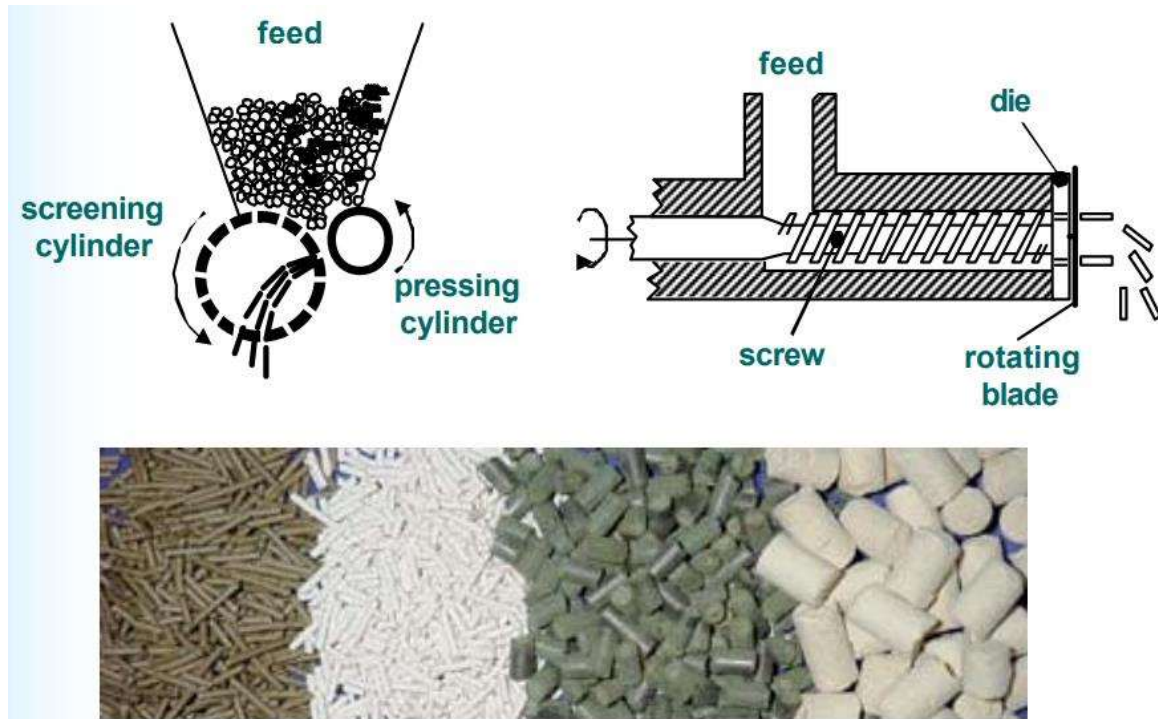 feed
screening
cylinder
pressing
cylinder
feed
die
screw
rotating
blade